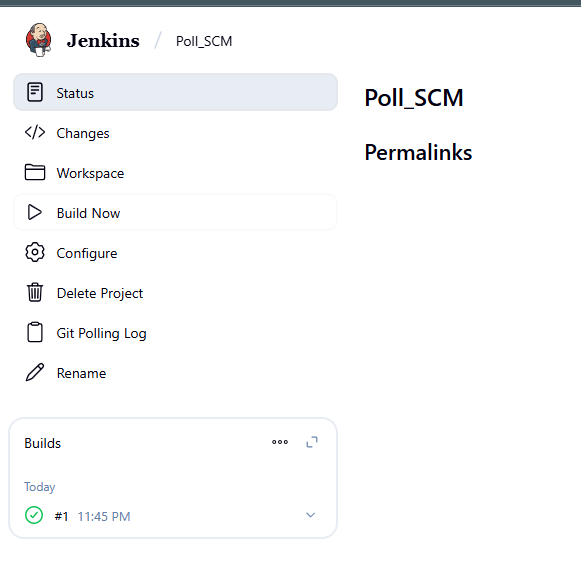 Jenkins / Poll_SCM
Status
Changes
Workspace
Build Now
Configure
Delete Project
Git Polling Log
Rename
Builds
Today
#1 11:45 PM
Poll_SCM
Permalinks